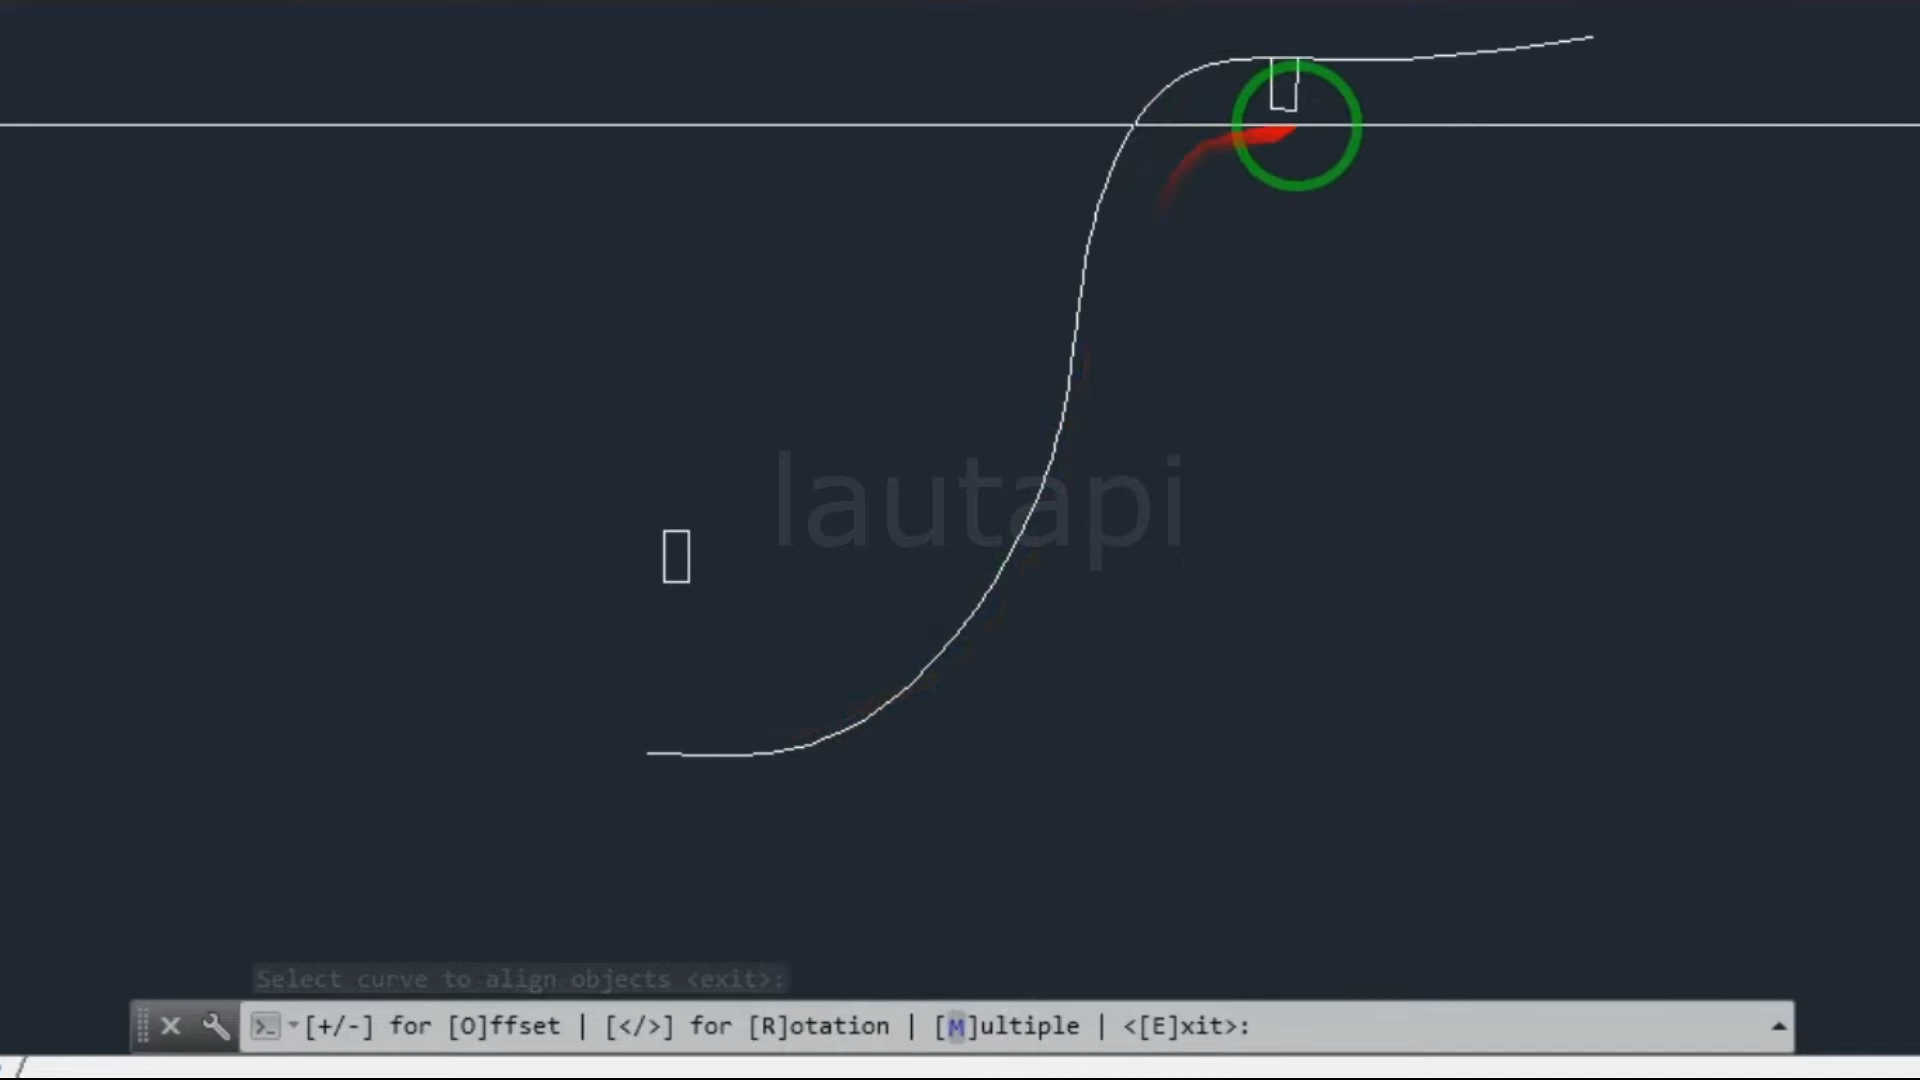 lautapi
Select curve to align objects <exit>:
[+/-] for [O]ffset | [</>] for [R]otation | [M]ultiple | <[E]xit>: